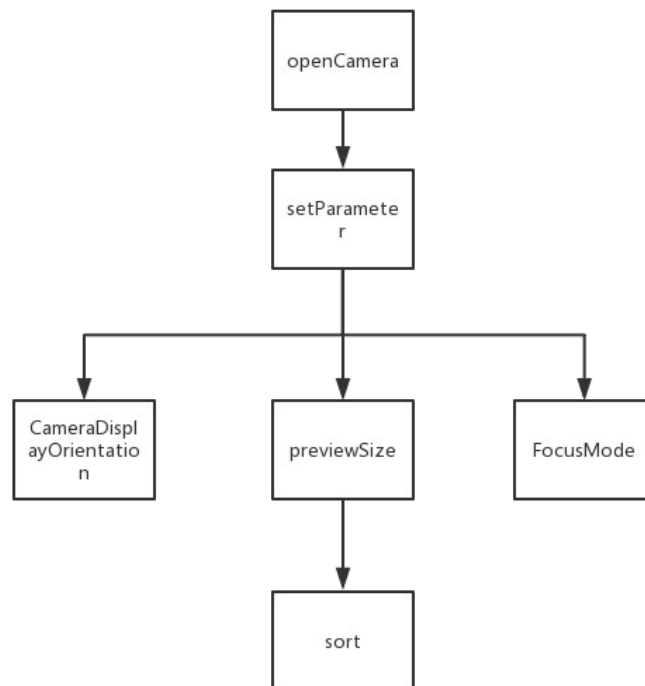 openCamera
setParamete
r
CameraDispl
ayOrientatio
n
previewSize
FocusMode
sort